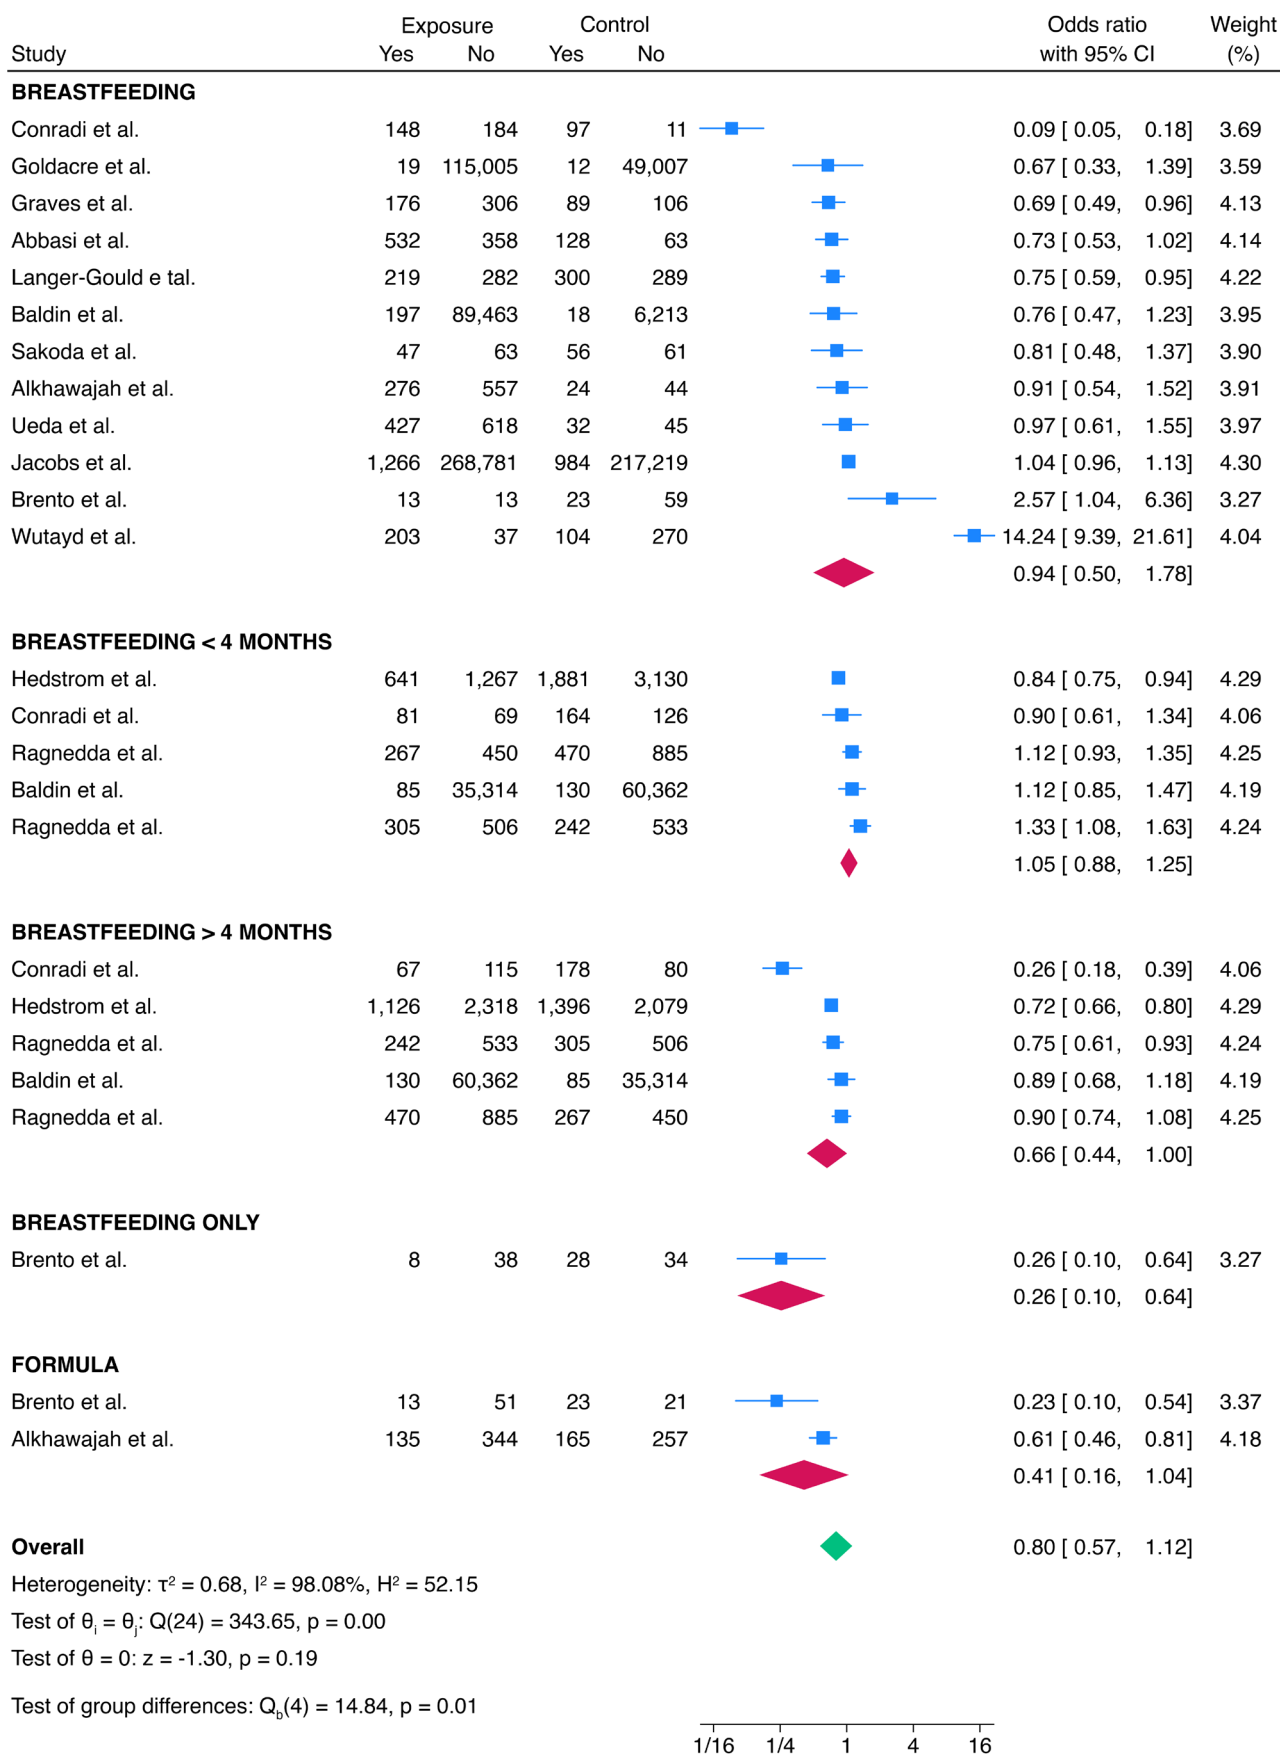 Exposure Control Odds ratio Weight
Study Yes No Yes No with 95% CI (%)
BREASTFEEDING
Conradi et al. 148 184 97 11 0.09 [ 0.05, 0.18] 3.69
Goldacre et al. 19 115,005 12 49,007 0.67 [ 0.33, 1.39] 3.59
Graves et al. 176 306 89 106 0.69 [ 0.49, 0.96] 4.13
Abbasi et al. 532 358 128 63 0.73 [ 0.53, 1.02] 4.14
Langer-Gould e tal. 219 282 300 289 0.75 [ 0.59, 0.95] 4.22
Baldin et al. 197 89,463 18 6,213 0.76 [ 0.47, 1.23] 3.95
Sakoda et al. 47 63 56 61 0.81 [ 0.48, 1.37] 3.90
Alkhawajah et al. 276 557 24 44 0.91 [ 0.54, 1.52] 3.91
Ueda et al. 427 618 32 45 0.97 [ 0.61, 1.55] 3.97
Jacobs et al. 1,266 268,781 984 217,219 1.04 [ 0.96, 1.13] 4.30
Brento et al. 13 13 23 59 2.57 [ 1.04, 6.36] 3.27
Wutayd et al. 203 37 104 270 14.24 [ 9.39, 21.61] 4.04
0.94 [ 0.50, 1.78]
BREASTFEEDING < 4 MONTHS
Hedstrom et al. 641 1,267 1,881 3,130 0.84 [ 0.75, 0.94] 4.29
Conradi et al. 81 69 164 126 0.90 [ 0.61, 1.34] 4.06
Ragnedda et al. 267 450 470 885 1.12 [ 0.93, 1.35] 4.25
Baldin et al. 85 35,314 130 60,362 1.12 [ 0.85, 1.47] 4.19
Ragnedda et al. 305 506 242 533 1.33 [ 1.08, 1.63] 4.24
1.05 [ 0.88, 1.25]
BREASTFEEDING > 4 MONTHS
Conradi et al. 67 115 178 80 0.26 [ 0.18, 0.39] 4.06
Hedstrom et al. 1,126 2,318 1,396 2,079 0.72 [ 0.66, 0.80] 4.29
Ragnedda et al. 242 533 305 506 0.75 [ 0.61, 0.93] 4.24
Baldin et al. 130 60,362 85 35,314 0.89 [ 0.68, 1.18] 4.19
Ragnedda et al. 470 885 267 450 0.90 [ 0.74, 1.08] 4.25
0.66 [ 0.44, 1.00]
BREASTFEEDING ONLY
Brento et al. 8 38 28 34 0.26 [ 0.10, 0.64] 3.27
0.26 [ 0.10, 0.64]
FORMULA
Brento et al. 13 51 23 21 0.23 [ 0.10, 0.54] 3.37
Alkhawajah et al. 135 344 165 257 0.61 [ 0.46, 0.81] 4.18
0.41 [ 0.16, 1.04]
Overall 0.80 [ 0.57, 1.12]
Heterogeneity: τ² = 0.68, I² = 98.08%, H² = 52.15
Test of θᵢ = θⱼ: Q(24) = 343.65, p = 0.00
Test of θ = 0: z = -1.30, p = 0.19
Test of group differences: Q_b(4) = 14.84, p = 0.01
1/16 1/4 1 4 16